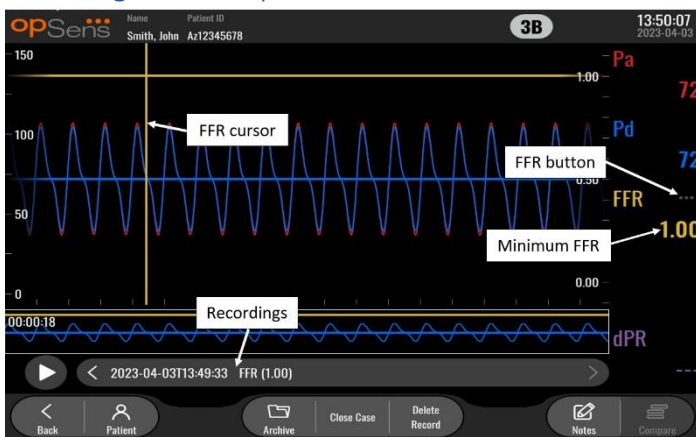 opSens
Name
Patient ID
Smith, John
Az12345678
3B
13:50:07
2023-04-03
150
100
50
0
1.00
0.50
0.00
Pa
72
Pd
72
FFR
---
1.00
dPR
---
FFR cursor
FFR button
Minimum FFR
Recordings
00:00:18
2023-04-03T13:49:33 FFR (1.00)
Back
Patient
Archive
Close Case
Delete
Record
Notes
Compare